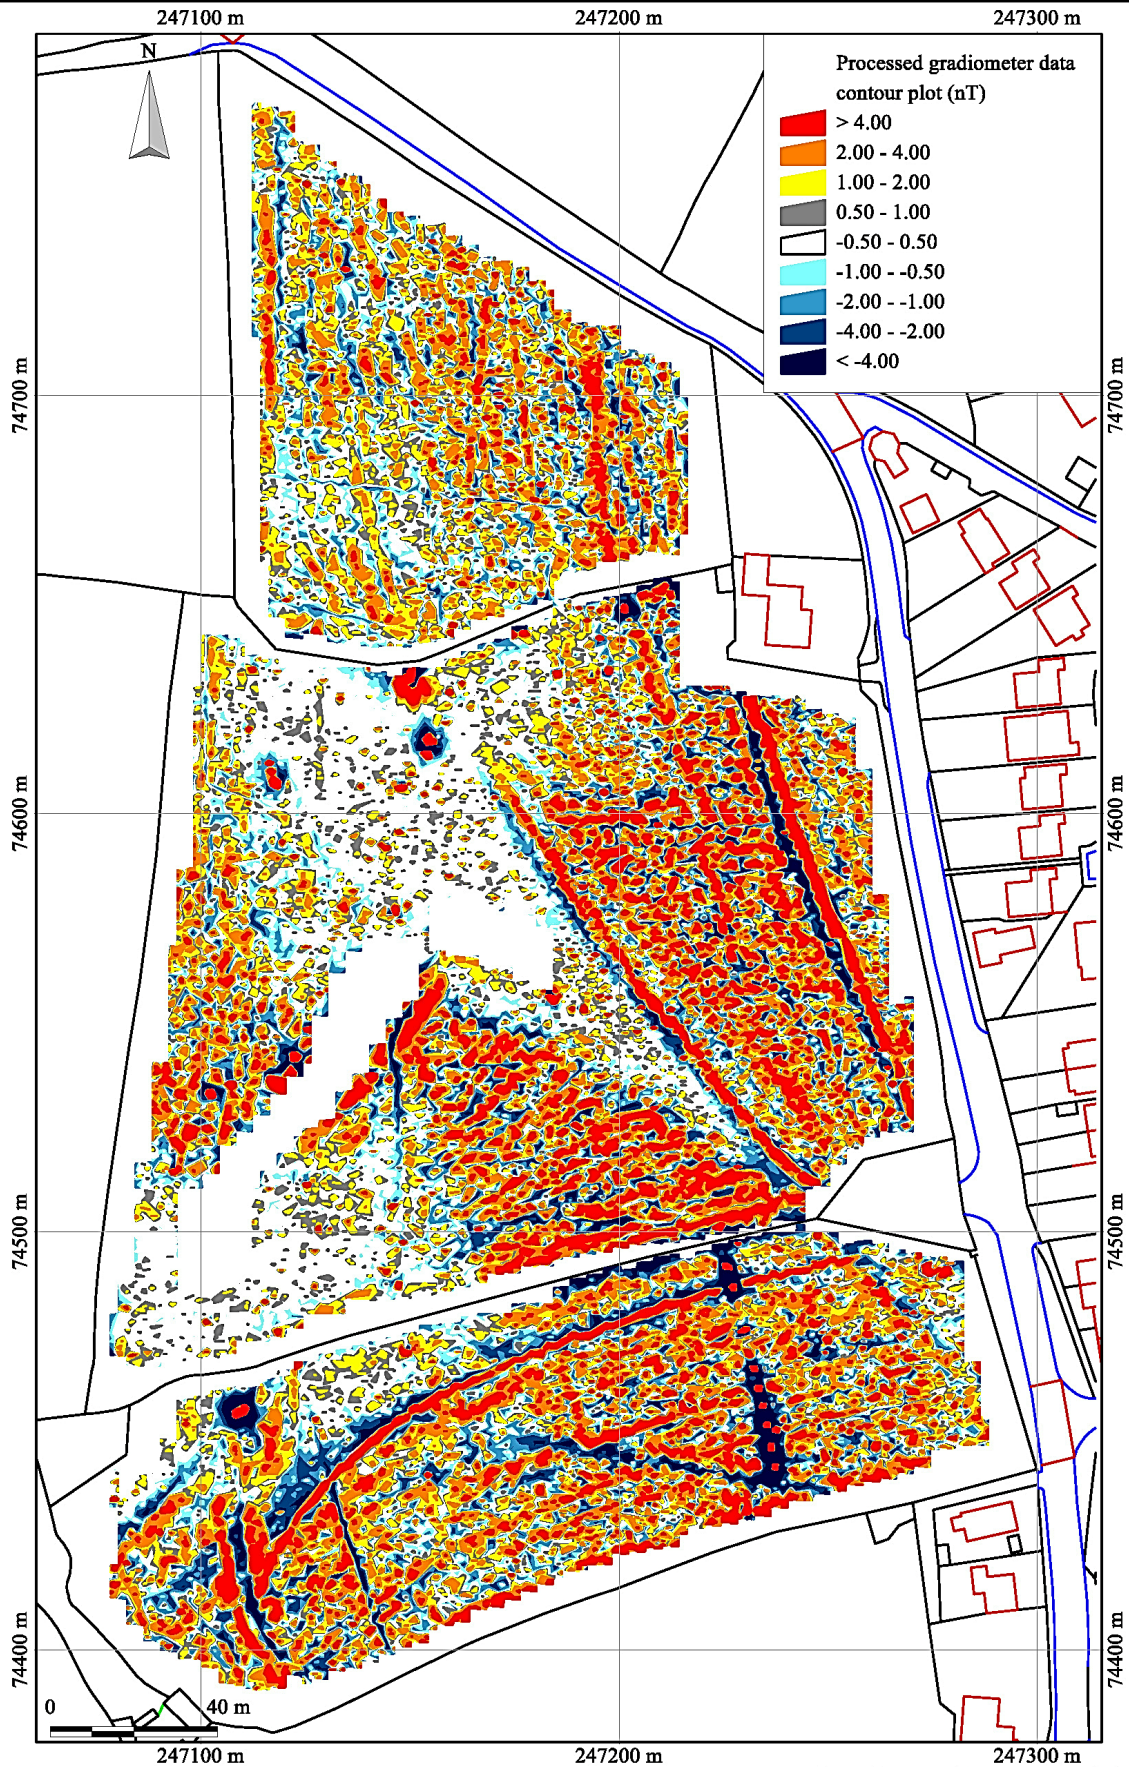 247100 m 247200 m 247300 m
N
Processed gradiometer data
contour plot (nT)
> 4.00
2.00 - 4.00
1.00 - 2.00
0.50 - 1.00
-0.50 - 0.50
-1.00 - -0.50
-2.00 - -1.00
-4.00 - -2.00
< -4.00
74700 m 74700 m
74600 m 74600 m
74500 m 74500 m
74400 m 74400 m
0 40 m
247100 m 247200 m 247300 m